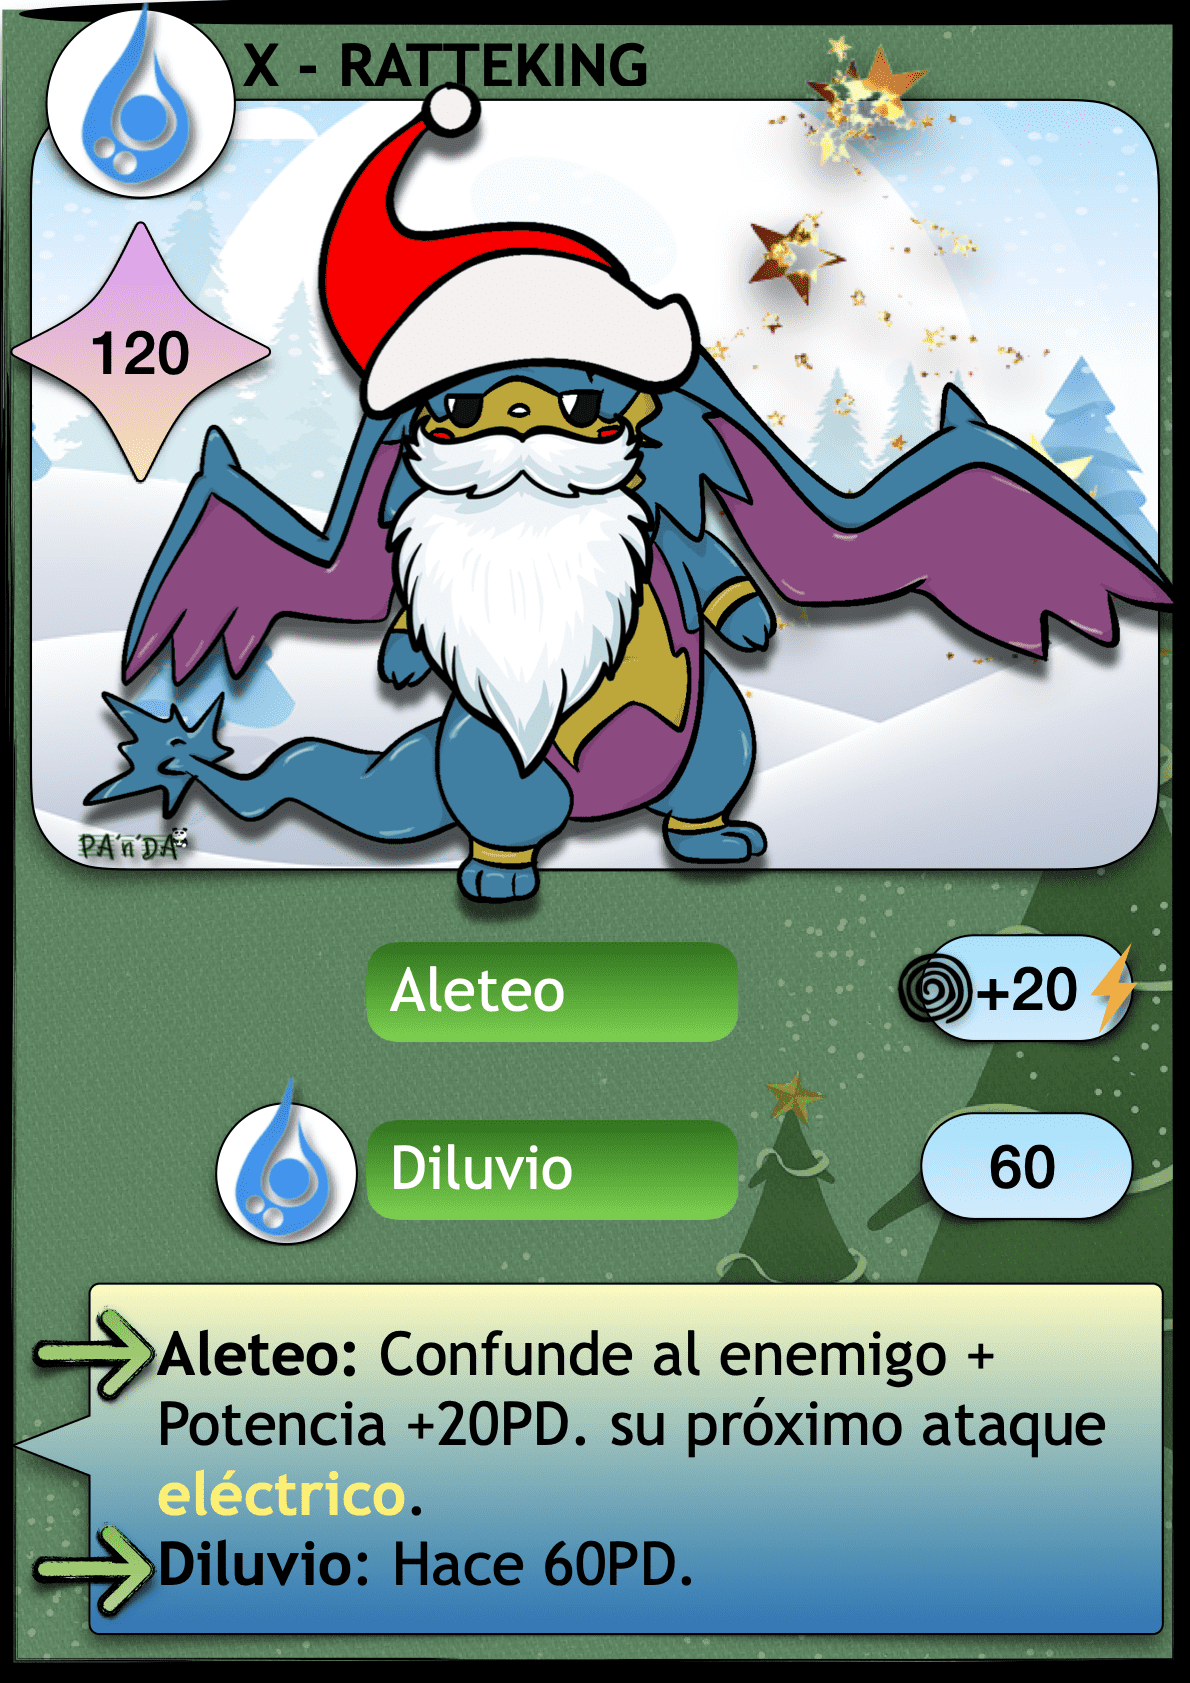 X - RATTEKING
120
PA'n'DA
Aleteo
+20
Diluvio
60
Aleteo: Confunde al enemigo +
Potencia +20PD. su próximo ataque
eléctrico.
Diluvio: Hace 60PD.